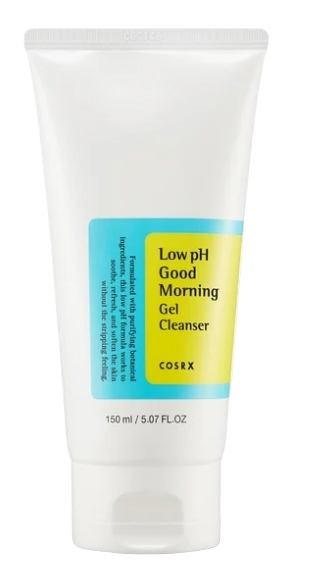 COSRX
Low pH
Good
Morning
Gel
Cleanser
COSRX
Formulated with purifying botanical
ingredients, this low pH formula works to
soothe, refresh, and soften the skin
without the stripping feeling.
150 ml / 5.07 FL.OZ